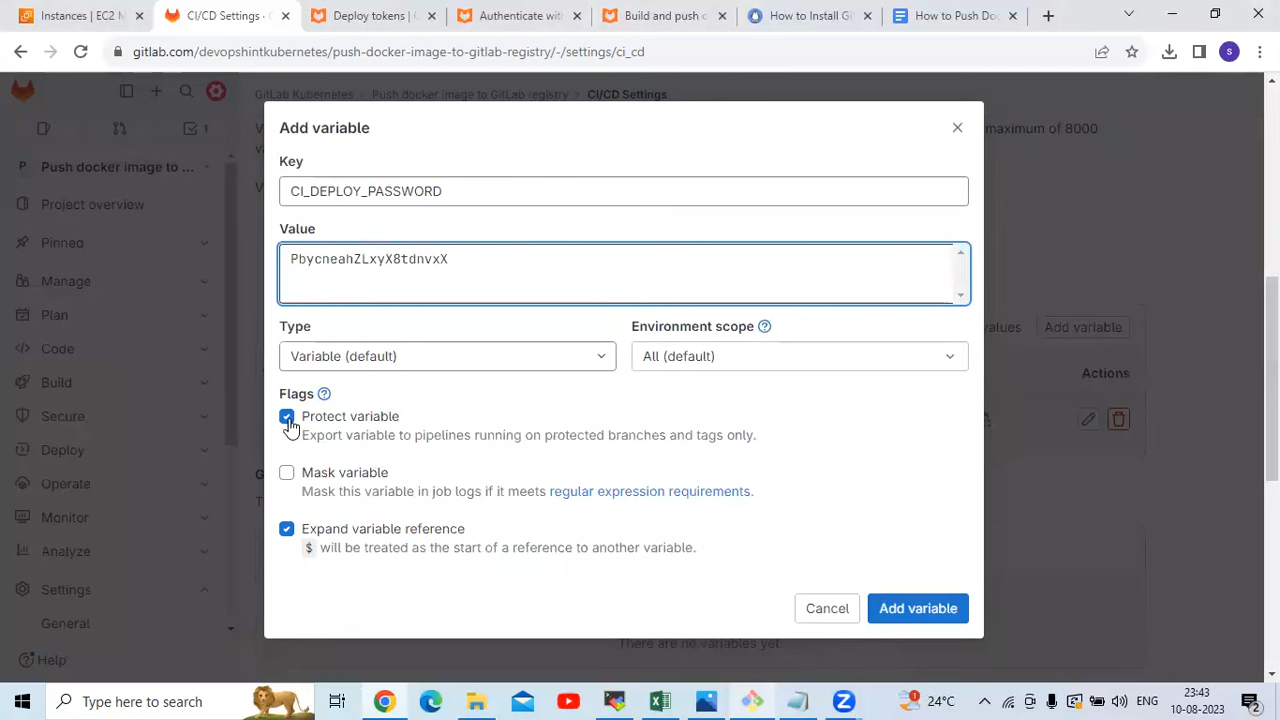 Instances | EC2 M
CI/CD Settings ·
Deploy tokens | G
Authenticate with
Build and push c
How to Install Gi
How to Push Do
gitlab.com/devopshintkubernetes/push-docker-image-to-gitlab-registry/-/settings/ci_cd
S
1
P Push docker image to ...
Project overview
Pinned
Manage
Plan
Code
Build
Secure
Deploy
Operate
Monitor
Analyze
Settings
General
Help
GitLab Kubernetes
Push docker image to GitLab registry
CI/CD Settings
maximum of 8000
Add variable
Key
CI_DEPLOY_PASSWORD
Value
PbycneahZLxyX8tdnvxX
Type
Environment scope
Variable (default)
All (default)
Flags
Protect variable
Export variable to pipelines running on protected branches and tags only.
Mask variable
Mask this variable in job logs if it meets regular expression requirements.
Expand variable reference
$ will be treated as the start of a reference to another variable.
Cancel
Add variable
values
Add variable
Actions
There are no variables yet.
Type here to search
1
24°C
ENG
23:43
10-08-2023
2